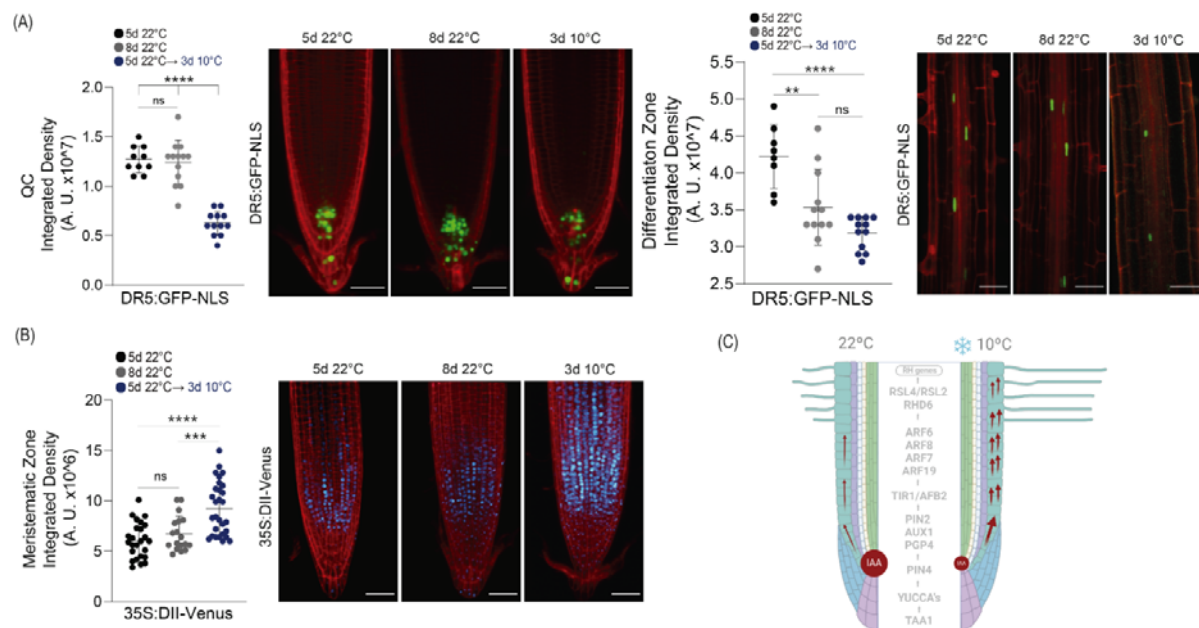 (A)
5d 22°C
8d 22°C
5d 22°C→ 3d 10°C
QC
Integrated Density
(A. U. x10^7)
2.0
1.5
1.0
0.5
0.0
****
ns
DR5:GFP-NLS
DR5:GFP-NLS
5d 22°C
8d 22°C
3d 10°C
5d 22°C
8d 22°C
5d 22°C→ 3d 10°C
Differentiaton Zone
Integrated Density
(A. U. x10^7)
5.5
5.0
4.5
4.0
3.5
3.0
2.5
****
**
ns
DR5:GFP-NLS
DR5:GFP-NLS
5d 22°C
8d 22°C
3d 10°C
(B)
5d 22°C
8d 22°C
5d 22°C→ 3d 10°C
Meristematic Zone
Integrated Density
(A. U. x10^6)
20
15
10
5
0
****
***
ns
35S:DII-Venus
35S:DII-Venus
5d 22°C
8d 22°C
3d 10°C
(C)
22°C
10°C
RH genes
RSL4/RSL2
RHD6
ARF6
ARF8
ARF7
ARF19
TIR1/AFB2
PIN2
AUX1
PGP4
PIN4
YUCCA's
TAA1
IAA
IAA